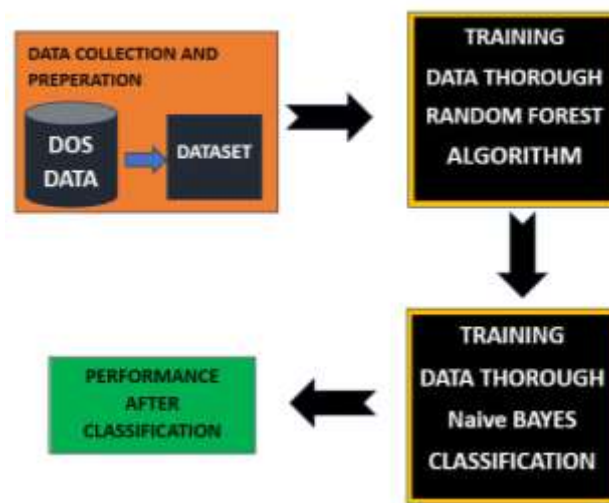 DATA COLLECTION AND
PREPERATION
DOS
DATA
DATASET
TRAINING
DATA THOROUGH
RANDOM FOREST
ALGORITHM
TRAINING
DATA THOROUGH
Naive BAYES
CLASSIFICATION
PERFORMANCE
AFTER
CLASSIFICATION